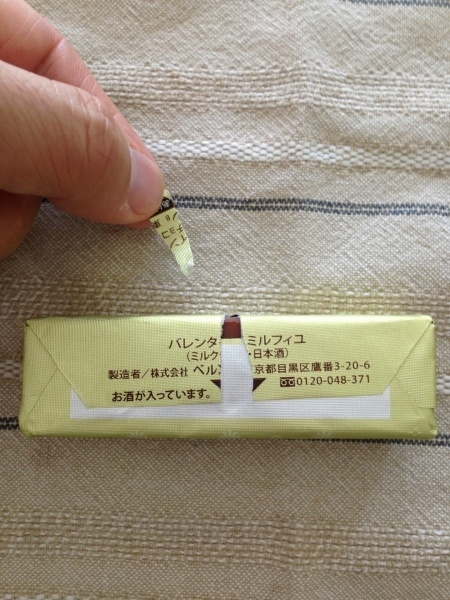 バレンタ ミルフィユ
(ミルク ・日本酒)
製造者/株式会社 ベルン 京都目黒区鷹番3-20-6
0120-048-371
お酒が入っています。